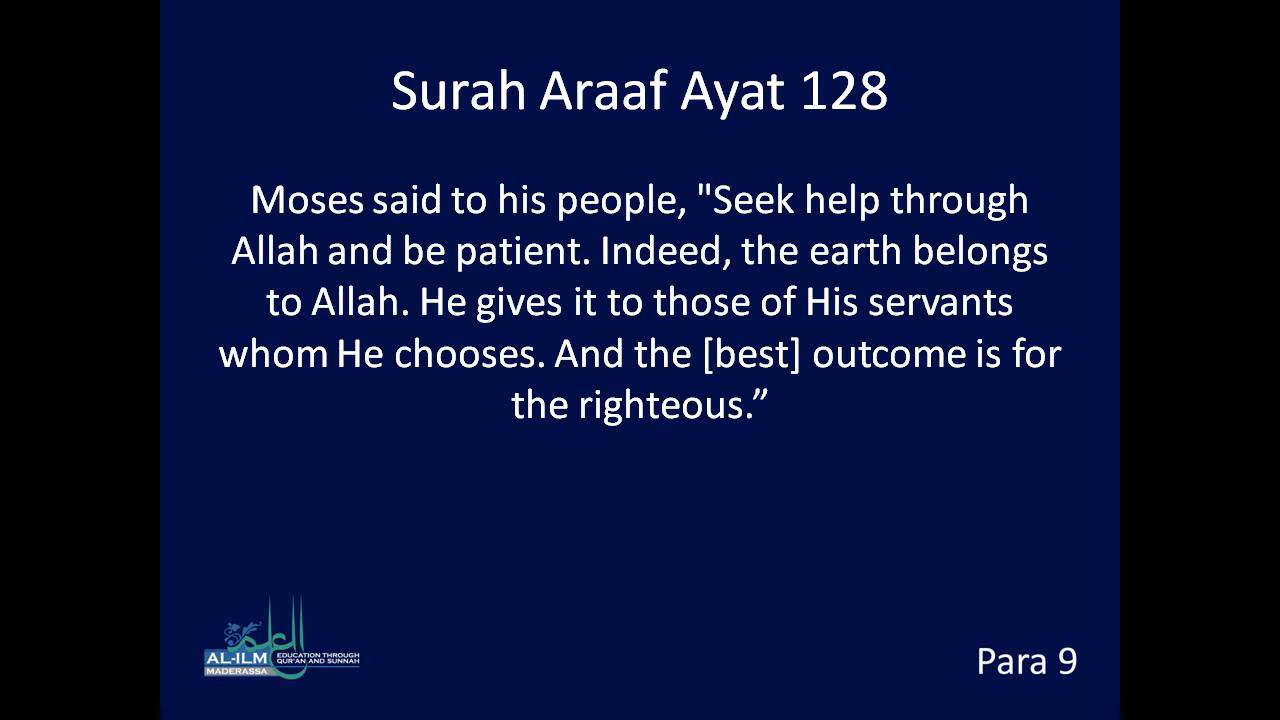 Surah Araaf Ayat 128
Moses said to his people, "Seek help through
Allah and be patient. Indeed, the earth belongs
to Allah. He gives it to those of His servants
whom He chooses. And the [best] outcome is for
the righteous.”
العلم
AL-ILM
MADERASSA
EDUCATION THROUGH
QUR'AN AND SUNNAH
Para 9